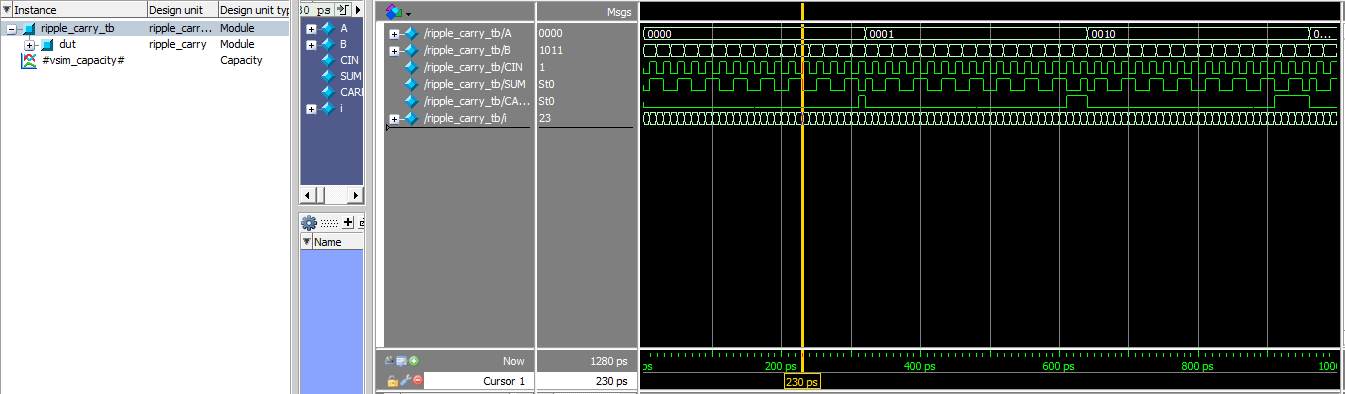 Instance Design unit Design unit type
ripple_carry_tb ripple_carr... Module
dut ripple_carry Module
#vsim_capacity# Capacity
30 ps
A
B
CIN
SUM
CARI
i
Name
Msgs
/ripple_carry_tb/A 0000 0000 0001 0010 0...
/ripple_carry_tb/B 1011
/ripple_carry_tb/CIN 1
/ripple_carry_tb/SUM St0
/ripple_carry_tb/CA... St0
/ripple_carry_tb/i 23
Now 1280 ps ps 200 ps 400 ps 600 ps 800 ps 1000
Cursor 1 230 ps 230 ps